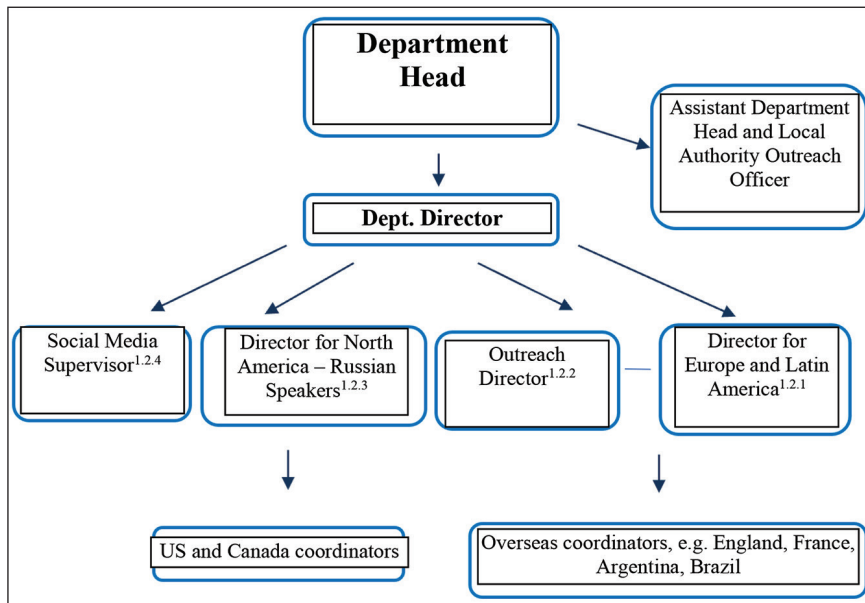 Department
Head
Assistant Department
Head and Local
Authority Outreach
Officer
Dept. Director
Social Media
Supervisor1.2.4
Director for North
America – Russian
Speakers1.2.3
Outreach
Director1.2.2
Director for
Europe and Latin
America1.2.1
US and Canada coordinators
Overseas coordinators, e.g. England, France,
Argentina, Brazil